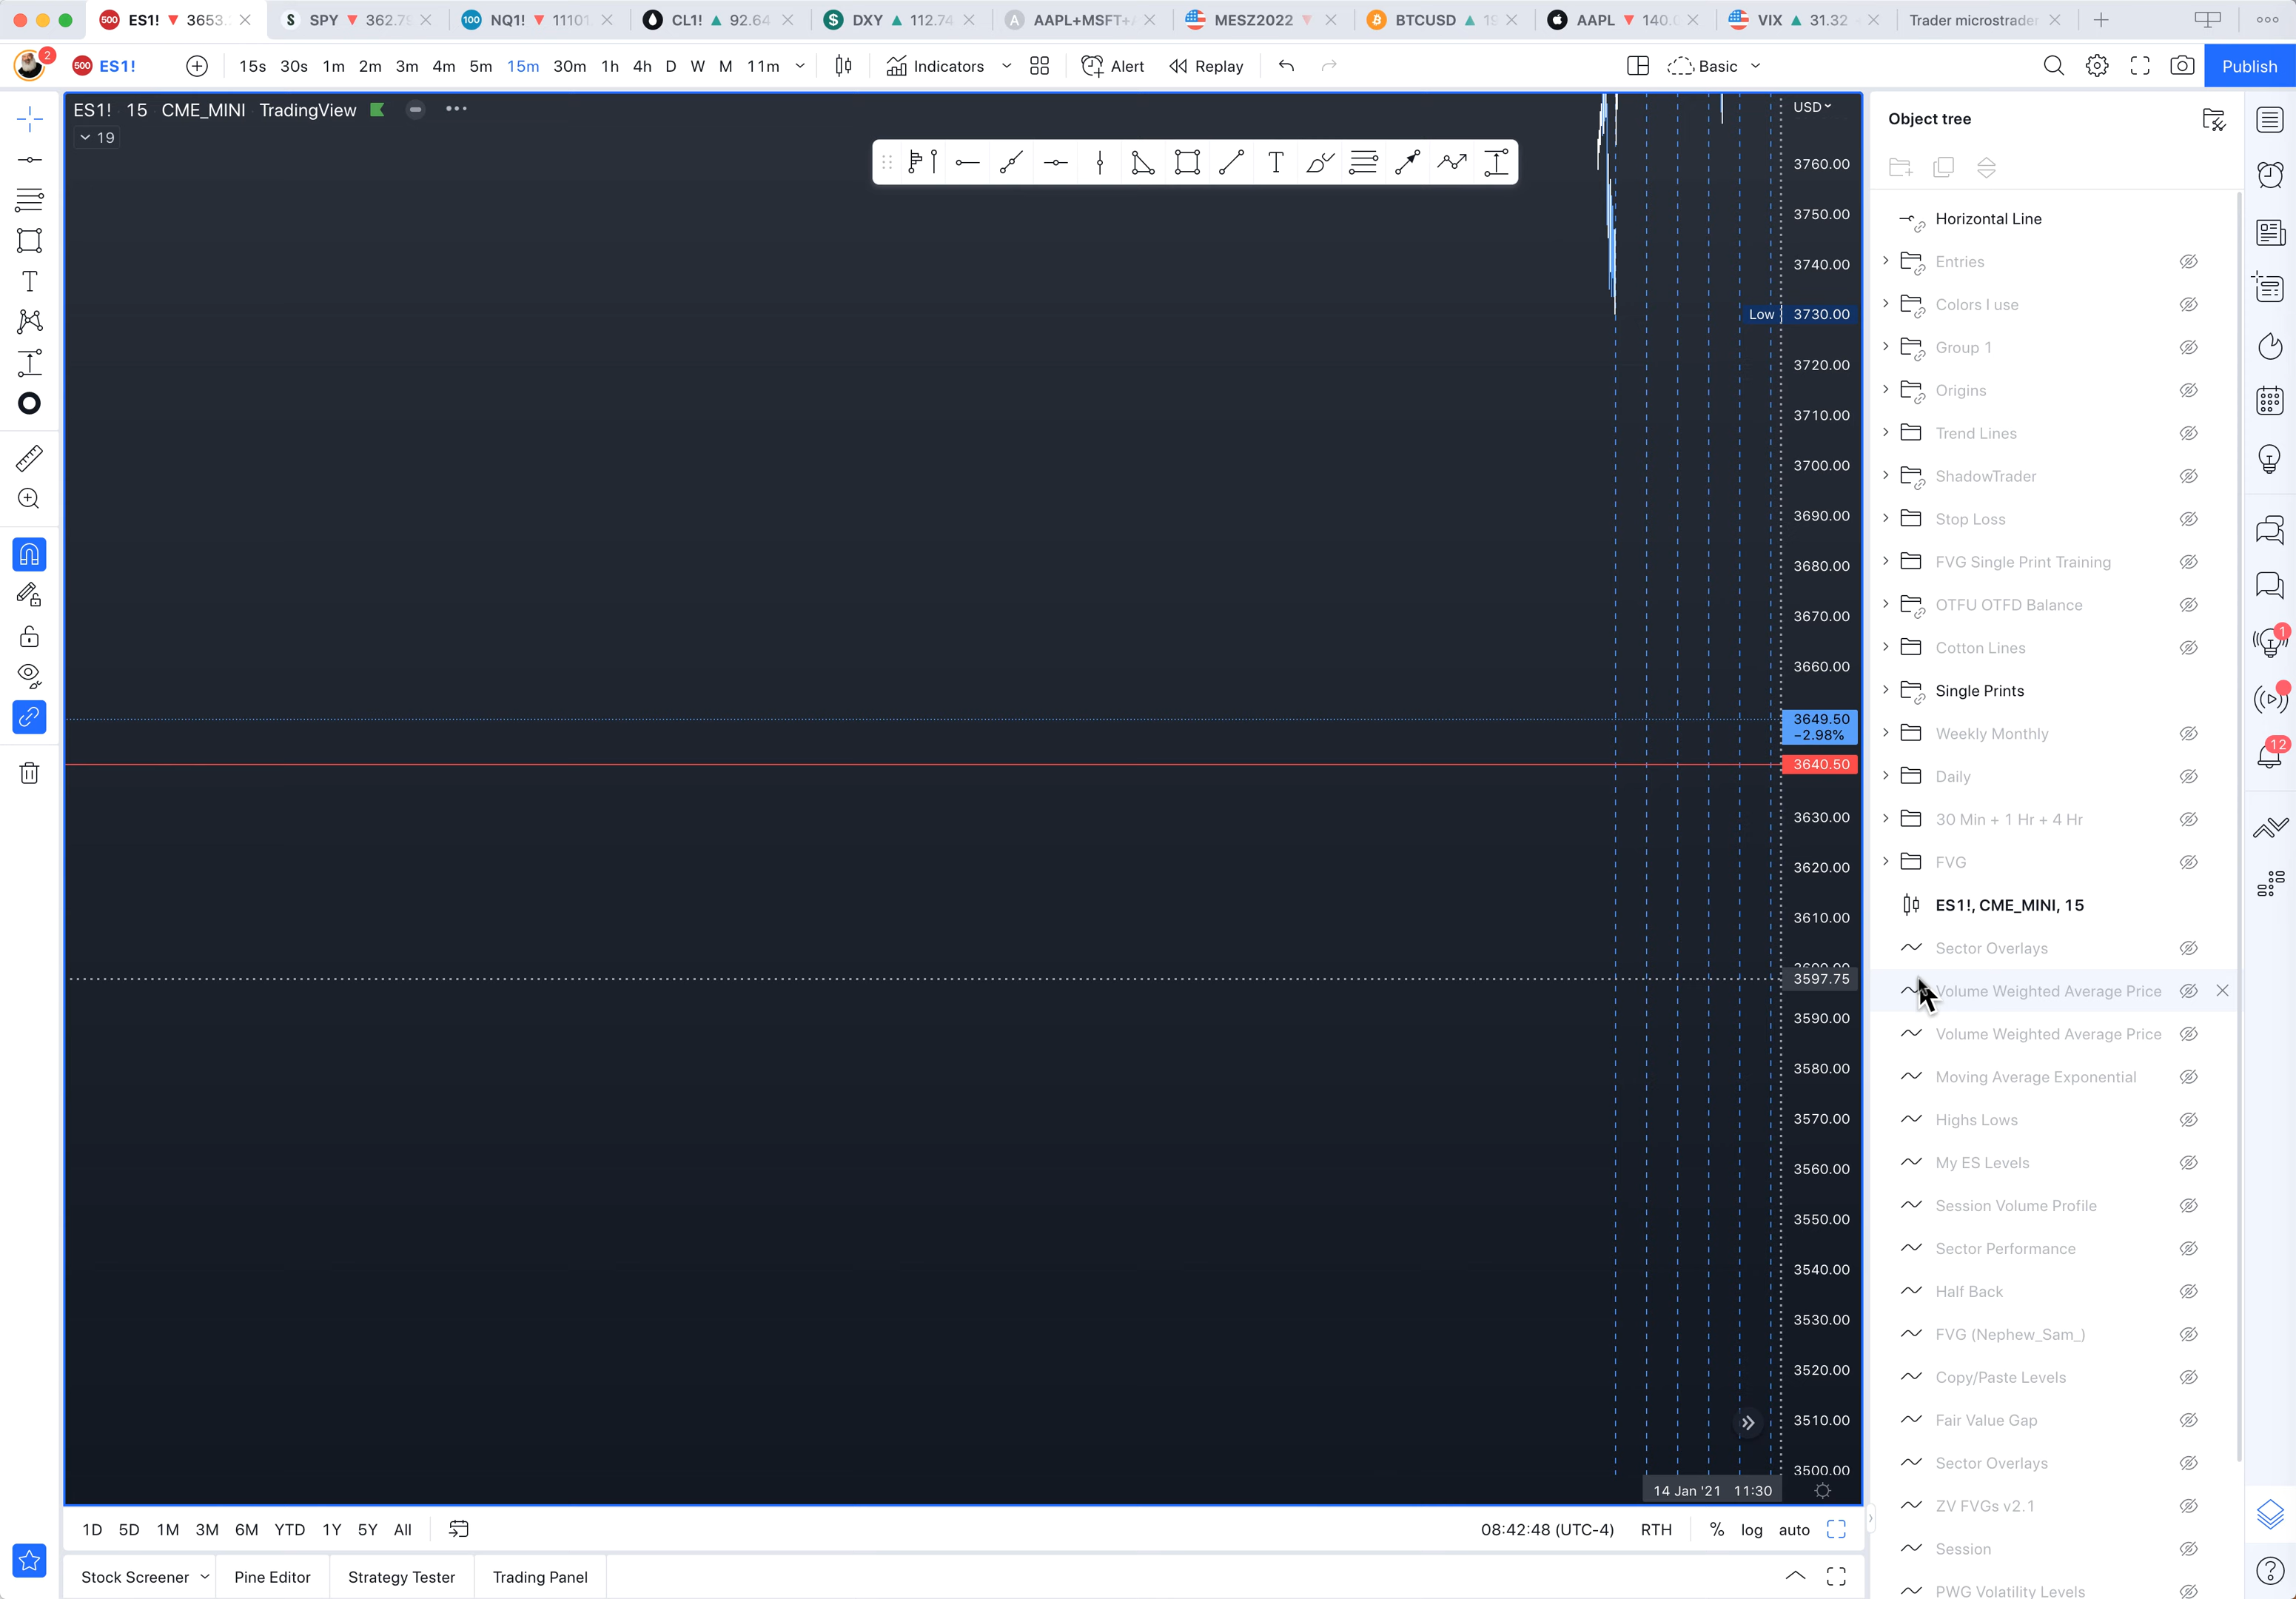 500 ES1! ▼ 3653. S SPY ▼ 362.7 100 NQ1! ▼ 1110 CL1! ▲ 92.64 $ DXY ▲ 112.74 A AAPL+MSFT+ MESZ2022 ▼ BTCUSD ▲ AAPL ▼ 140. VIX ▲ 31.32 Trader microstrader
2 500 ES1! 15s 30s 1m 2m 3m 4m 5m 15m 30m 1h 4h D W M 11m Indicators Alert Replay Basic Publish
ES1! 15 CME_MINI TradingView
19
USD
3760.00
3750.00
3740.00
Low 3730.00
3720.00
3710.00
3700.00
3690.00
3680.00
3670.00
3660.00
3649.50
−2.98%
3640.50
3630.00
3620.00
3610.00
3597.75
3590.00
3580.00
3570.00
3560.00
3550.00
3540.00
3530.00
3520.00
3510.00
3500.00
14 Jan '21 11:30
Object tree
Horizontal Line
Entries
Colors I use
Group 1
Origins
Trend Lines
ShadowTrader
Stop Loss
FVG Single Print Training
OTFU OTFD Balance
Cotton Lines
Single Prints
Weekly Monthly
Daily
30 Min + 1 Hr + 4 Hr
FVG
ES1!, CME_MINI, 15
Sector Overlays
Volume Weighted Average Price
Volume Weighted Average Price
Moving Average Exponential
Highs Lows
My ES Levels
Session Volume Profile
Sector Performance
Half Back
FVG (Nephew_Sam_)
Copy/Paste Levels
Fair Value Gap
Sector Overlays
ZV FVGs v2.1
Session
PWG Volatility Levels
1
12
1D 5D 1M 3M 6M YTD 1Y 5Y All 08:42:48 (UTC-4) RTH % log auto
Stock Screener Pine Editor Strategy Tester Trading Panel